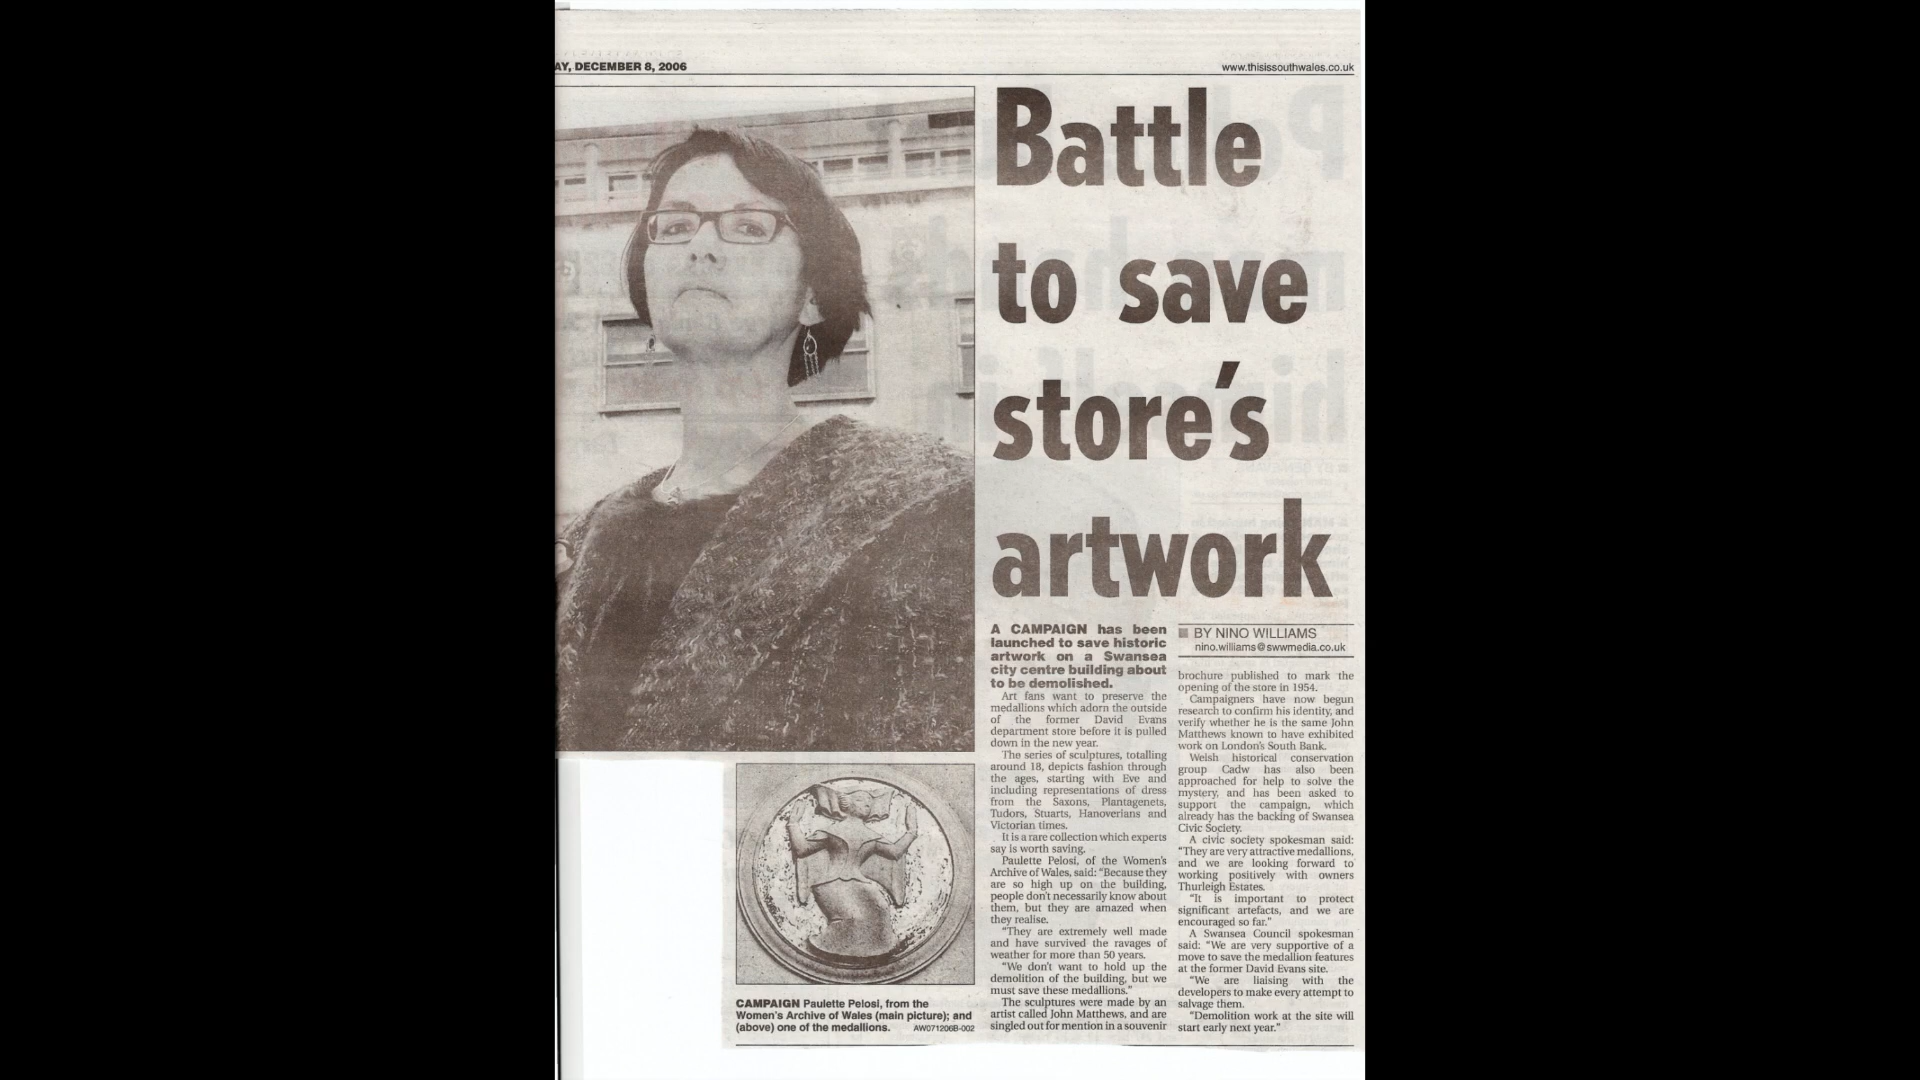 AY, DECEMBER 8, 2006
www.thisissouthwales.co.uk
Battle
to save
store's
artwork
A CAMPAIGN has been
launched to save historic
artwork on a Swansea
city centre building about
to be demolished.
Art fans want to preserve the
medallions which adorn the outside
of the former David Evans
department store before it is pulled
down in the new year.
The series of sculptures, totalling
around 18, depicts fashion through
the ages, starting with Eve and
including representations of dress
from the Saxons, Plantagenets,
Tudors, Stuarts, Hanoverians and
Victorian times.
It is a rare collection which experts
say is worth saving.
Paulette Pelosi, of the Women's
Archive of Wales, said: "Because they
are so high up on the building,
people don't necessarily know about
them, but they are amazed when
they realise.
"They are extremely well made
and have survived the ravages of
weather for more than 50 years.
"We don't want to hold up the
demolition of the building, but we
must save these medallions."
The sculptures were made by an
artist called John Matthews, and are
singled out for mention in a souvenir
BY NINO WILLIAMS
nino.williams@swwmedia.co.uk
brochure published to mark the
opening of the store in 1954.
Campaigners have now begun
research to confirm his identity, and
verify whether he is the same John
Matthews known to have exhibited
work on London's South Bank.
Welsh historical conservation
group Cadw has also been
approached for help to solve the
mystery, and has been asked to
support the campaign, which
already has the backing of Swansea
Civic Society.
A civic society spokesman said:
"They are very attractive medallions,
and we are looking forward to
working positively with owners
Thurleigh Estates.
"It is important to protect
significant artefacts, and we are
encouraged so far."
A Swansea Council spokesman
said: "We are very supportive of a
move to save the medallion features
at the former David Evans site.
"We are liaising with the
developers to make every attempt to
salvage them.
"Demolition work at the site will
start early next year."
CAMPAIGN Paulette Pelosi, from the
Women's Archive of Wales (main picture); and
(above) one of the medallions. AW071206B-002